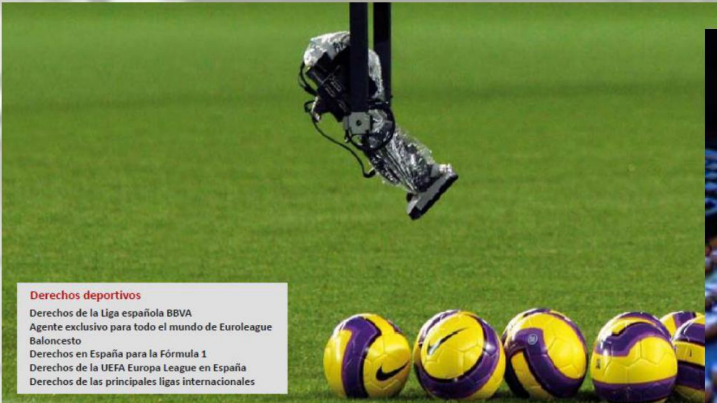 Derechos deportivos
Derechos de la Liga española BBVA
Agente exclusivo para todo el mundo de Euroleague
Baloncesto
Derechos en España para la Fórmula 1
Derechos de la UEFA Europa League en España
Derechos de las principales ligas internacionales